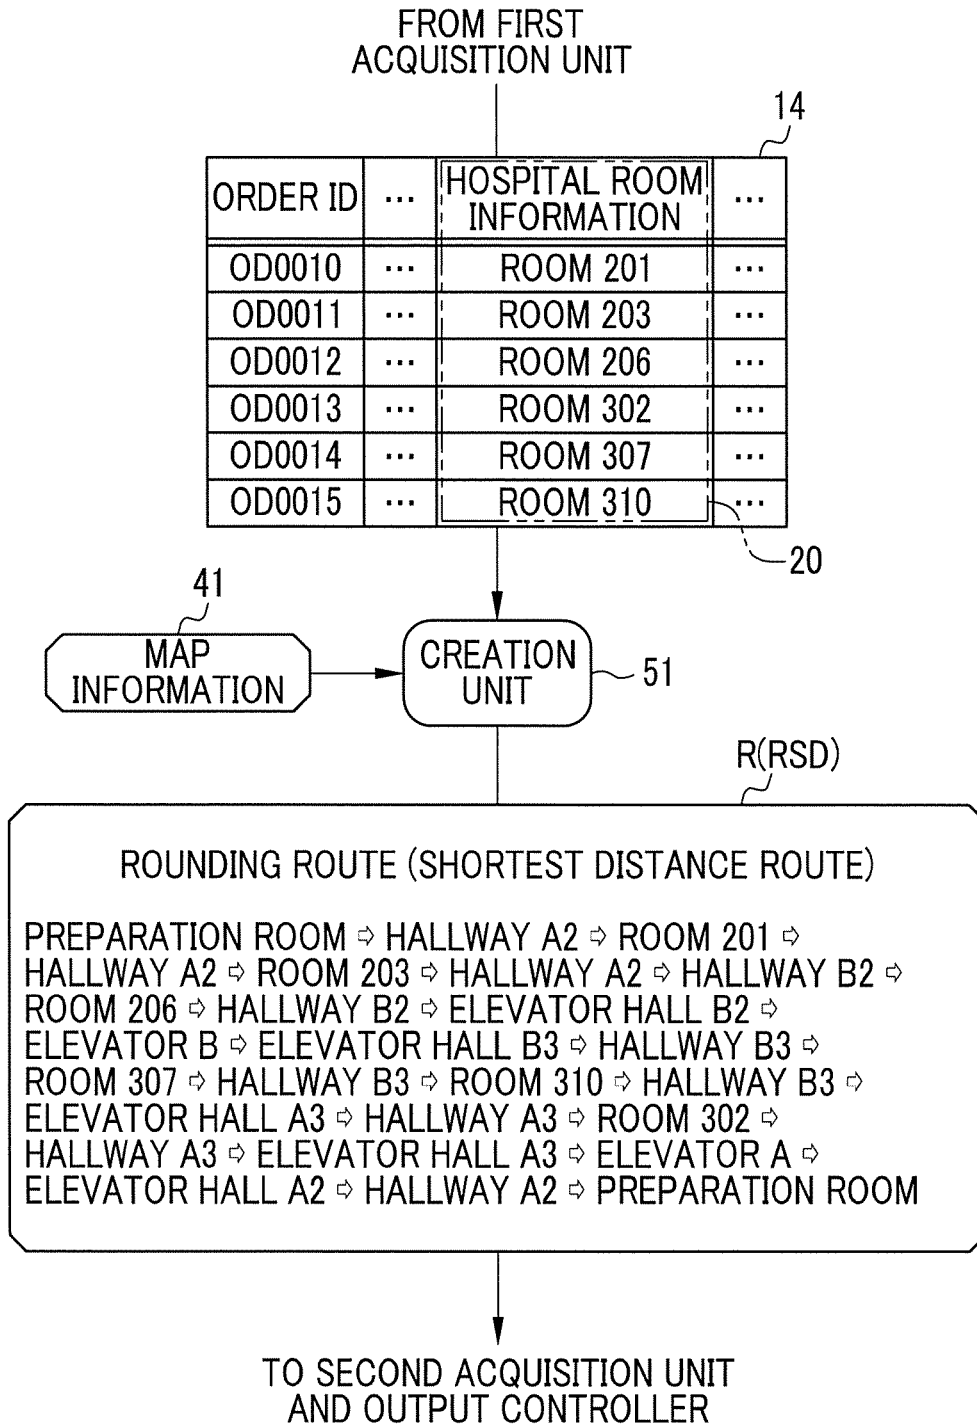 FROM FIRST
ACQUISITION UNIT
14
ORDER ID ... HOSPITAL ROOM INFORMATION ...
OD0010 ... ROOM 201 ...
OD0011 ... ROOM 203 ...
OD0012 ... ROOM 206 ...
OD0013 ... ROOM 302 ...
OD0014 ... ROOM 307 ...
OD0015 ... ROOM 310 ...
20
41
MAP
INFORMATION
CREATION
UNIT
51
R(RSD)
ROUNDING ROUTE (SHORTEST DISTANCE ROUTE)
PREPARATION ROOM ⇨ HALLWAY A2 ⇨ ROOM 201 ⇨
HALLWAY A2 ⇨ ROOM 203 ⇨ HALLWAY A2 ⇨ HALLWAY B2 ⇨
ROOM 206 ⇨ HALLWAY B2 ⇨ ELEVATOR HALL B2 ⇨
ELEVATOR B ⇨ ELEVATOR HALL B3 ⇨ HALLWAY B3 ⇨
ROOM 307 ⇨ HALLWAY B3 ⇨ ROOM 310 ⇨ HALLWAY B3 ⇨
ELEVATOR HALL A3 ⇨ HALLWAY A3 ⇨ ROOM 302 ⇨
HALLWAY A3 ⇨ ELEVATOR HALL A3 ⇨ ELEVATOR A ⇨
ELEVATOR HALL A2 ⇨ HALLWAY A2 ⇨ PREPARATION ROOM
TO SECOND ACQUISITION UNIT
AND OUTPUT CONTROLLER